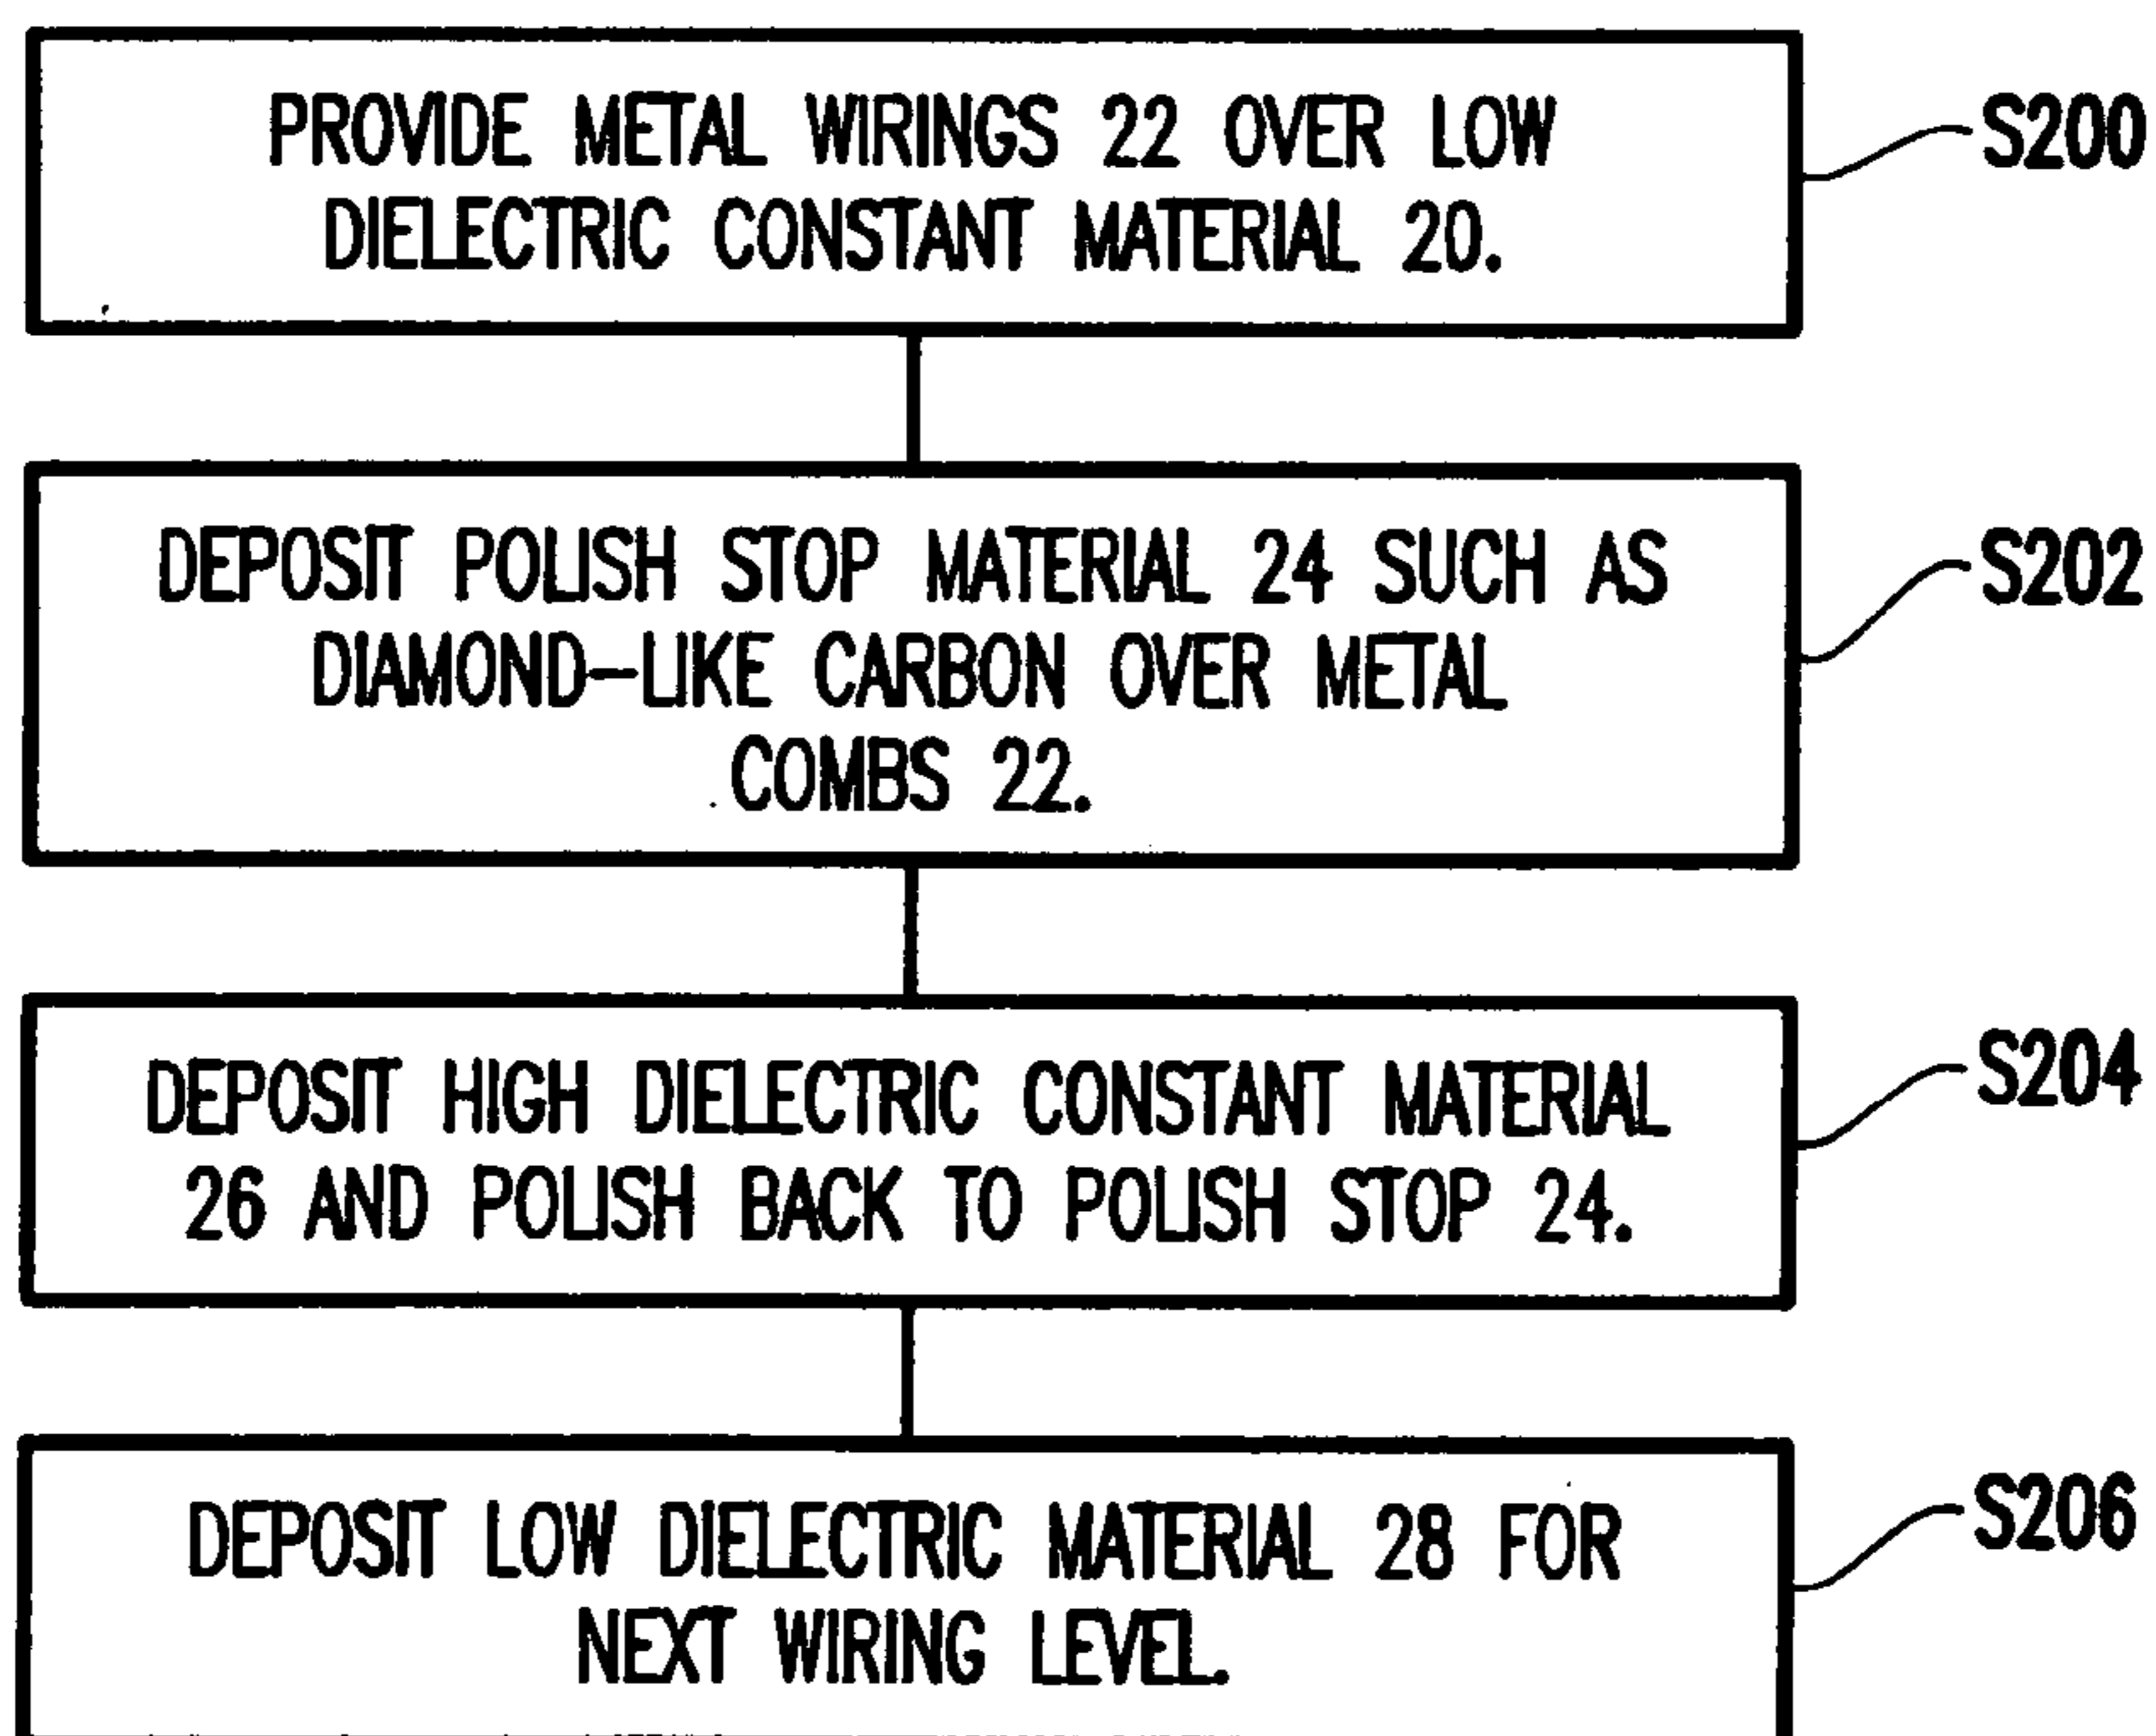 PROVIDE METAL WIRINGS 22 OVER LOW
DIELECTRIC CONSTANT MATERIAL 20.
S200
DEPOSIT POLISH STOP MATERIAL 24 SUCH AS
DIAMOND-LIKE CARBON OVER METAL
COMBS 22.
S202
DEPOSIT HIGH DIELECTRIC CONSTANT MATERIAL
26 AND POLISH BACK TO POLISH STOP 24.
S204
DEPOSIT LOW DIELECTRIC MATERIAL 28 FOR
NEXT WIRING LEVEL.
S206